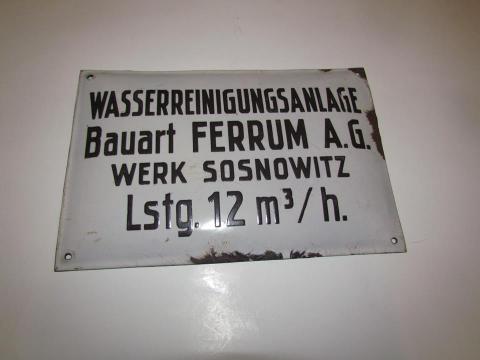 WASSERREINIGUNGSANLAGE
Bauart FERRUM A.G.
WERK SOSNOWITZ
Lstg. 12 m³/h.